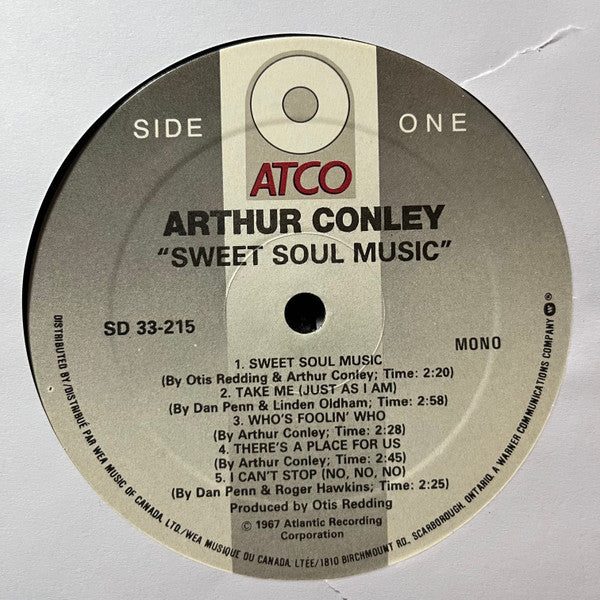 SIDE ONE
ATCO
ARTHUR CONLEY
“SWEET SOUL MUSIC”
SD 33-215
MONO
1. SWEET SOUL MUSIC
(By Otis Redding & Arthur Conley; Time: 2:20)
2. TAKE ME (JUST AS I AM)
(By Dan Penn & Linden Oldham; Time: 2:58)
3. WHO'S FOOLIN' WHO
(By Arthur Conley; Time: 2:28)
4. THERE'S A PLACE FOR US
(By Arthur Conley; Time: 2:45)
5. I CAN'T STOP (NO, NO, NO)
(By Dan Penn & Roger Hawkins; Time: 2:25)
Produced by Otis Redding
© 1967 Atlantic Recording
Corporation
DISTRIBUTED BY/DISTRIBUÉ PAR WEA MUSIC OF CANADA, LTD./WEA MUSIQUE DU CANADA, LTÉE/1810 BIRCHMOUNT RD., SCARBOROUGH, ONTARIO. A WARNER COMMUNICATIONS COMPANY ®